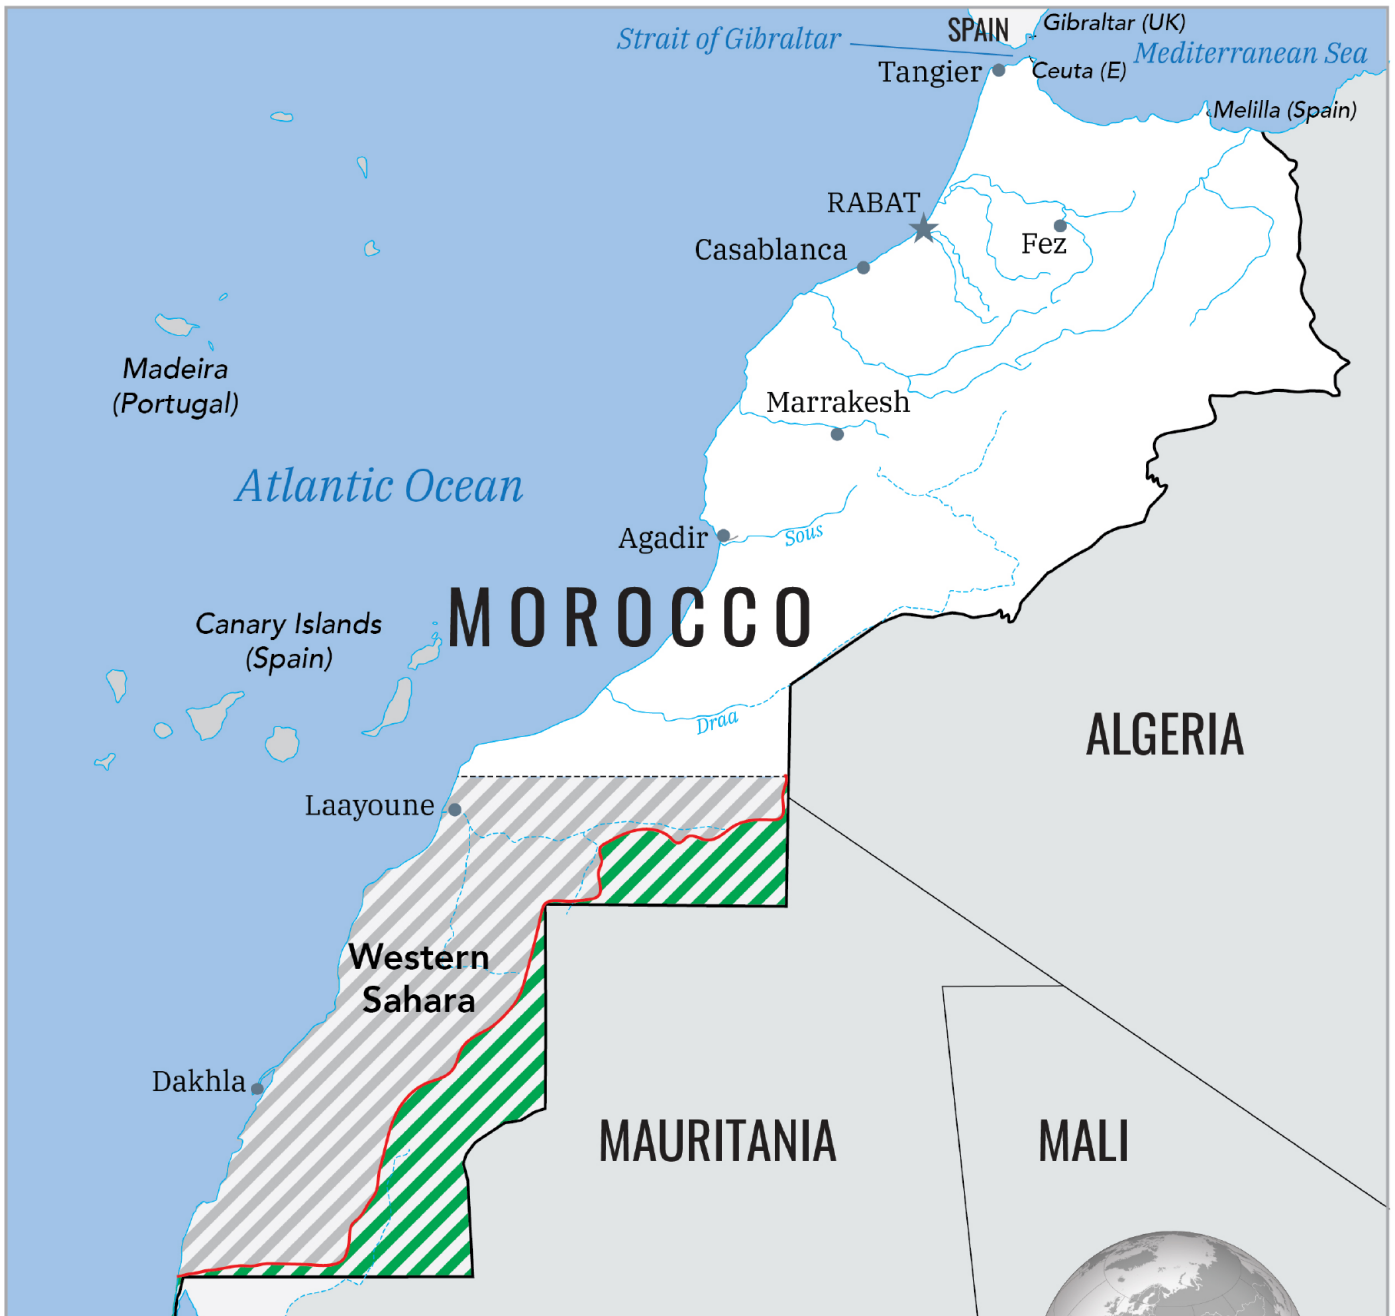 SPAIN
Gibraltar (UK)
Strait of Gibraltar
Mediterranean Sea
Tangier
Ceuta (E)
Melilla (Spain)
RABAT
Fez
Casablanca
Madeira
(Portugal)
Marrakesh
Atlantic Ocean
Agadir
Sous
MOROCCO
Canary Islands
(Spain)
Draa
ALGERIA
Laayoune
Western
Sahara
Dakhla
MAURITANIA
MALI